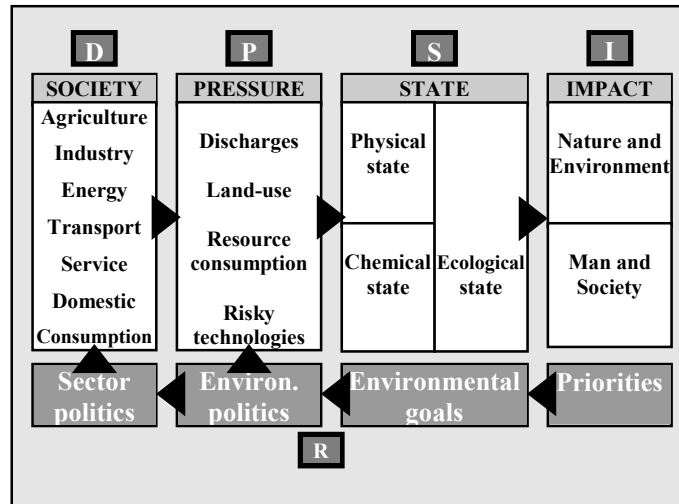 D
P
S
I
SOCIETY
PRESSURE
STATE
IMPACT
Agriculture
Industry
Energy
Transport
Service
Domestic
Consumption
Discharges
Land-use
Resource
consumption
Risky
technologies
Physical
state
Chemical
state
Ecological
state
Nature and
Environment
Man and
Society
Sector
politics
Environ.
politics
Environmental
goals
Priorities
R